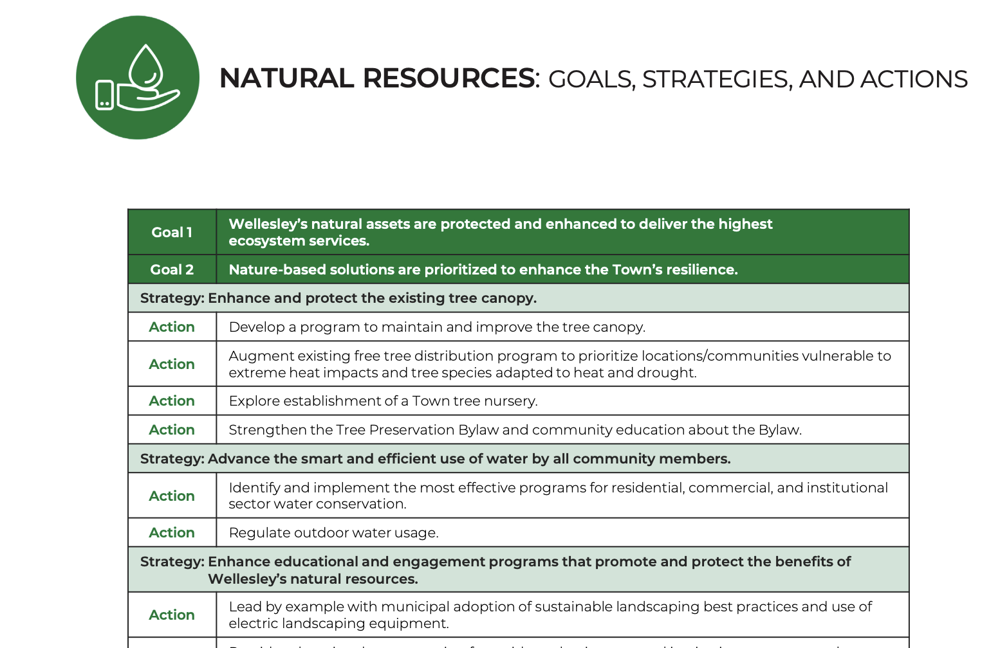 NATURAL RESOURCES: GOALS, STRATEGIES, AND ACTIONS
Goal 1
Wellesley’s natural assets are protected and enhanced to deliver the highest
ecosystem services.
Goal 2
Nature-based solutions are prioritized to enhance the Town’s resilience.
Strategy: Enhance and protect the existing tree canopy.
Action
Develop a program to maintain and improve the tree canopy.
Action
Augment existing free tree distribution program to prioritize locations/communities vulnerable to
extreme heat impacts and tree species adapted to heat and drought.
Action
Explore establishment of a Town tree nursery.
Action
Strengthen the Tree Preservation Bylaw and community education about the Bylaw.
Strategy: Advance the smart and efficient use of water by all community members.
Action
Identify and implement the most effective programs for residential, commercial, and institutional
sector water conservation.
Action
Regulate outdoor water usage.
Strategy: Enhance educational and engagement programs that promote and protect the benefits of
Wellesley’s natural resources.
Action
Lead by example with municipal adoption of sustainable landscaping best practices and use of
electric landscaping equipment.